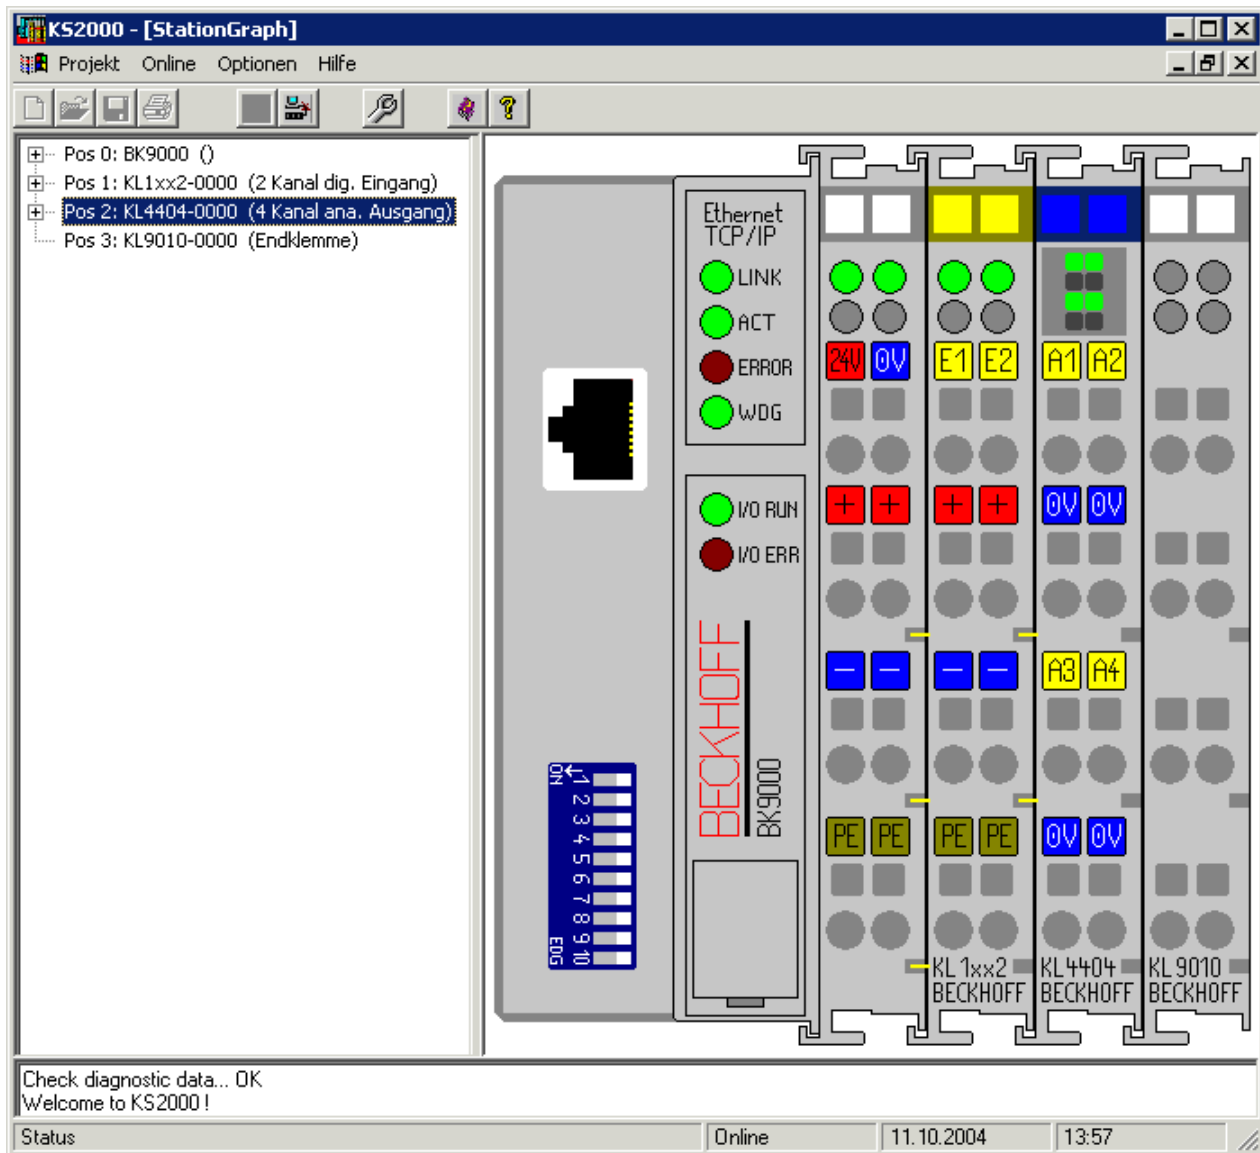 KS2000 - [StationGraph]
Projekt Online Optionen Hilfe
Pos 0: BK9000 ()
Pos 1: KL1xx2-0000 (2 Kanal dig. Eingang)
Pos 2: KL4404-0000 (4 Kanal ana. Ausgang)
Pos 3: KL9010-0000 (Endklemme)
Ethernet
TCP/IP
LINK
ACT
ERROR
WDG
I/O RUN
I/O ERR
BECKHOFF
BK9000
ON
1
2
3
4
5
6
7
8
9
10
EDG
24V 0V E1 E2 A1 A2
+ + + + 0V 0V
− − − − A3 A4
PE PE PE PE 0V 0V
KL1xx2 KL4404 KL9010
BECKHOFF BECKHOFF BECKHOFF
Check diagnostic data... OK
Welcome to KS2000 !
Status Online 11.10.2004 13:57